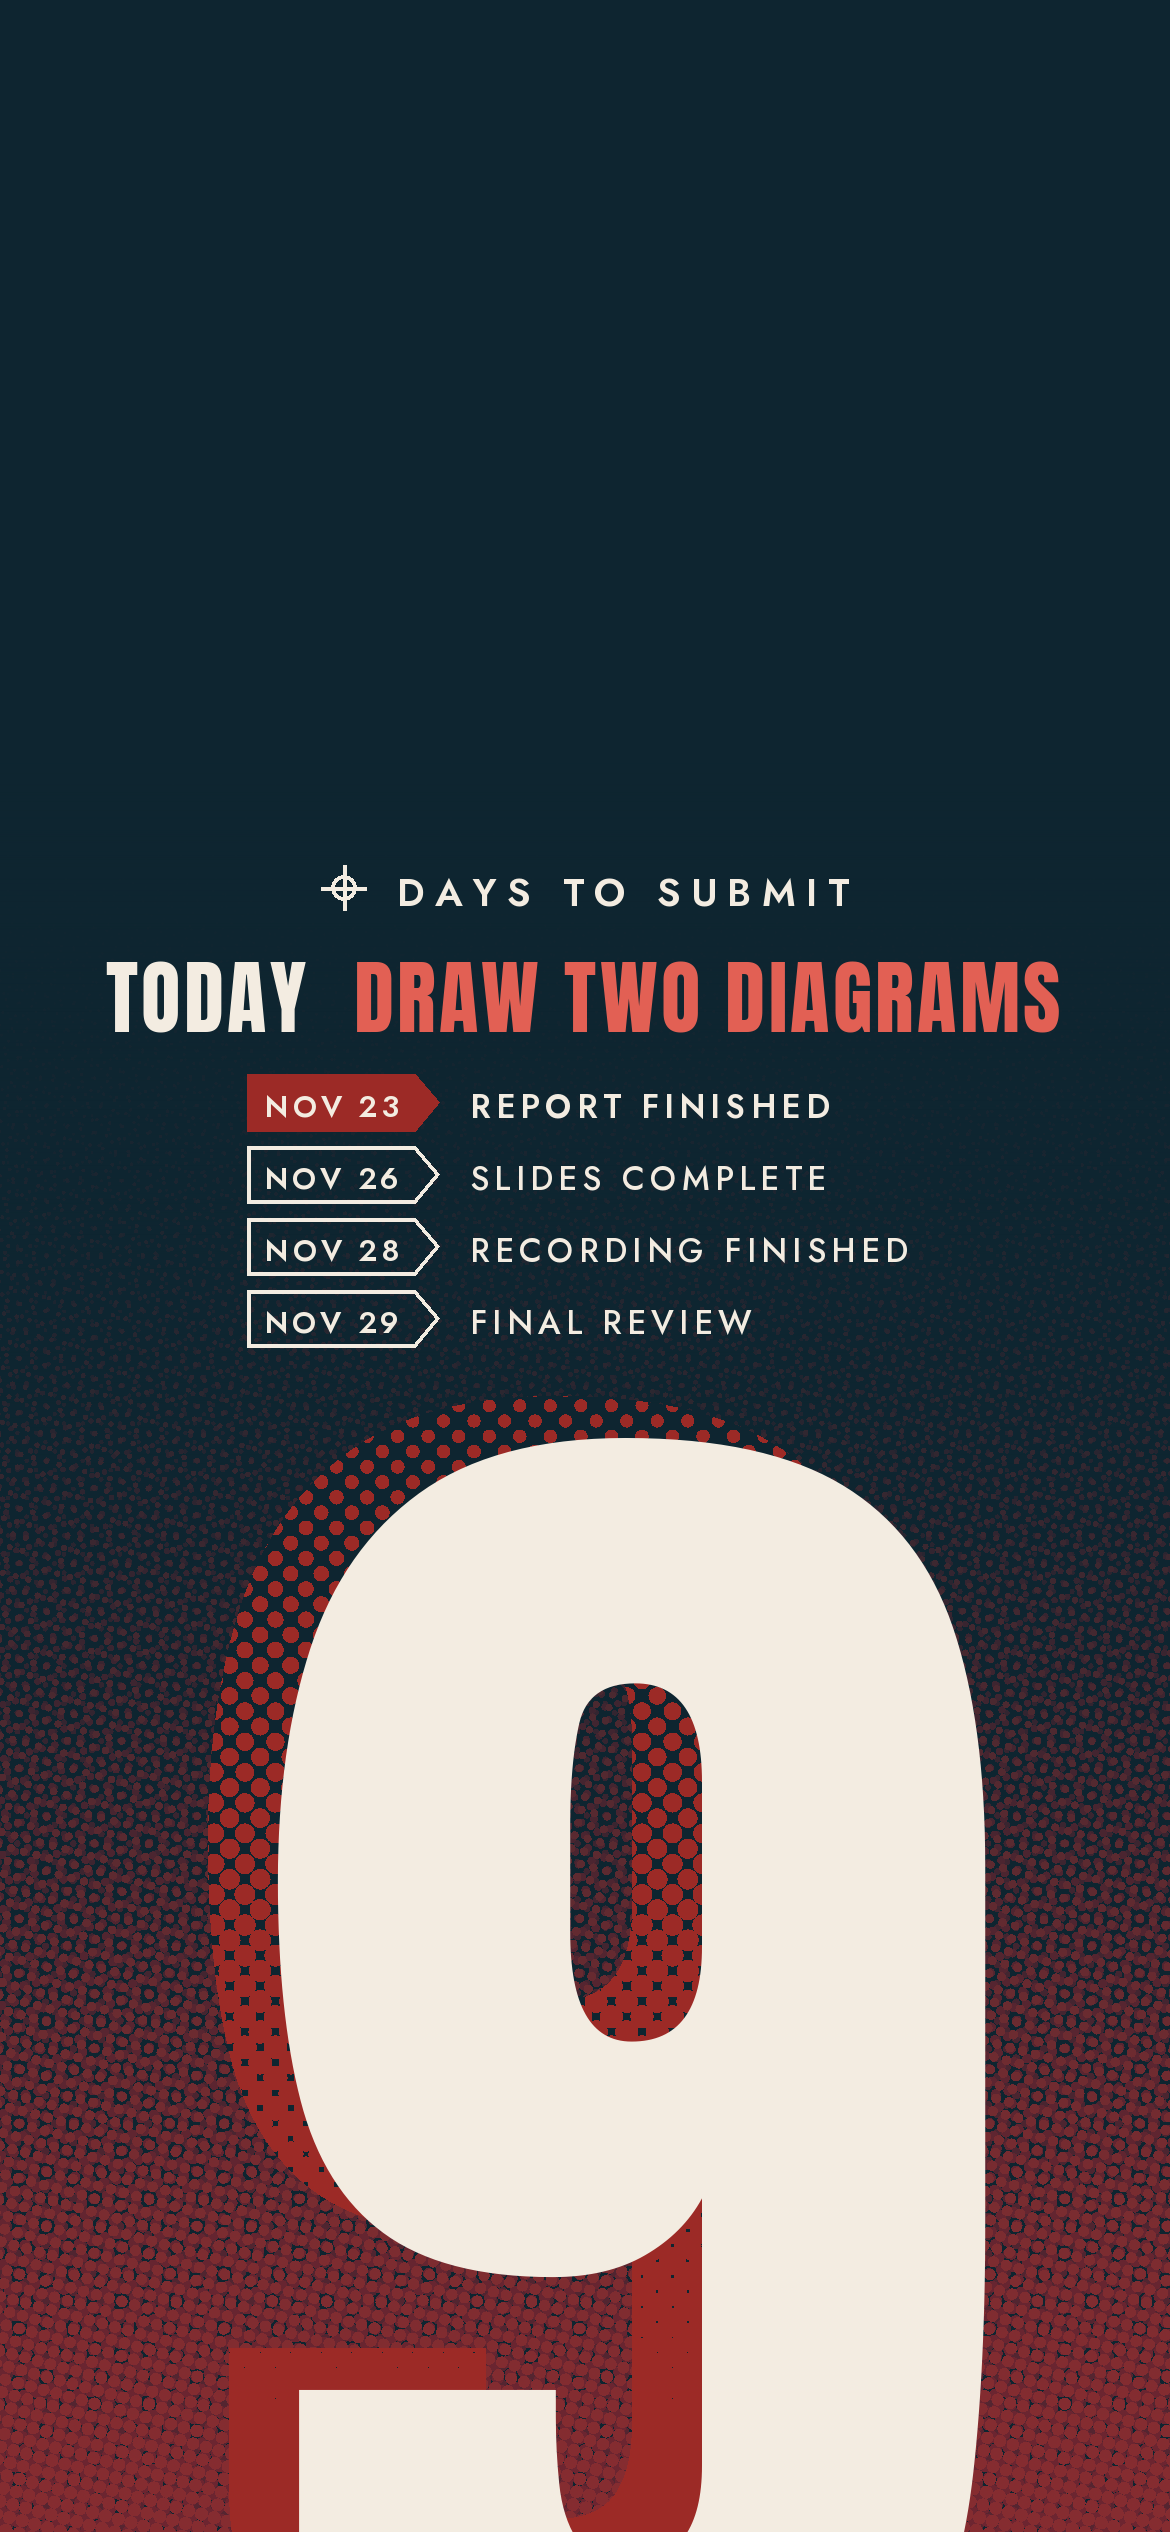 DAYS TO SUBMIT
TODAY DRAW TWO DIAGRAMS
NOV 23 REPORT FINISHED
NOV 26 SLIDES COMPLETE
NOV 28 RECORDING FINISHED
NOV 29 FINAL REVIEW
9